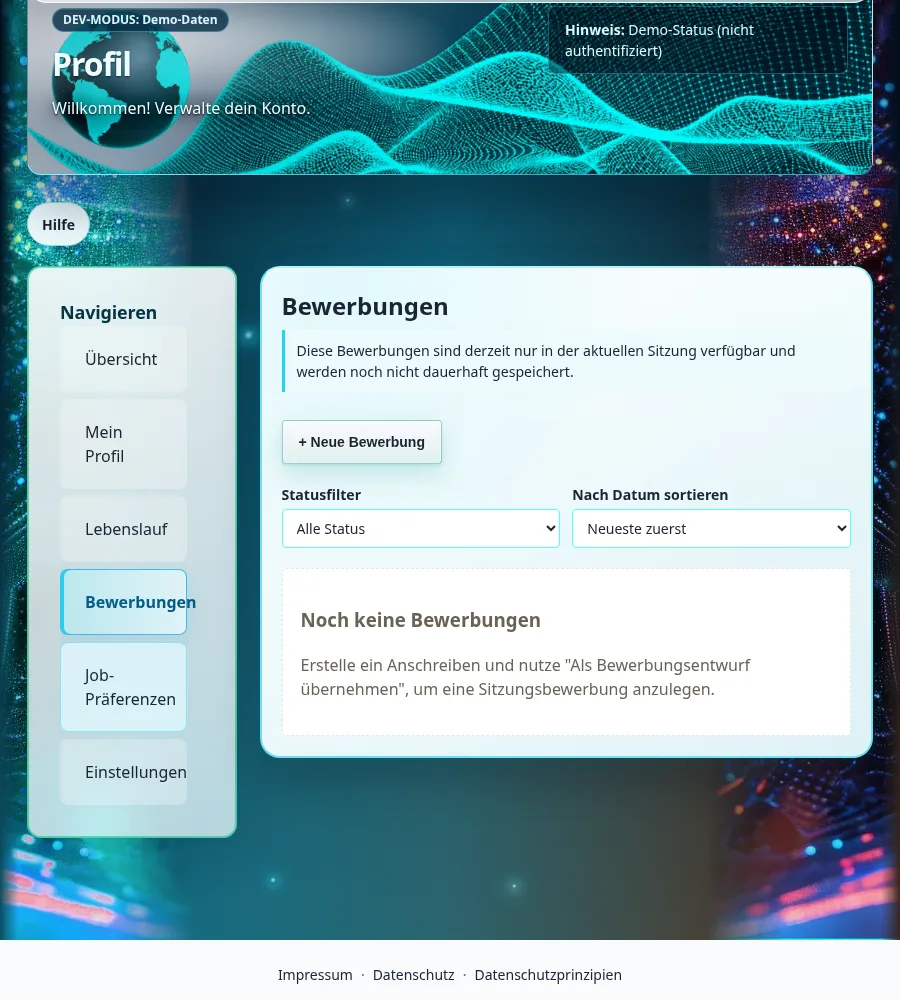 DEV-MODUS: Demo-Daten
Profil
Willkommen! Verwalte dein Konto.
Hinweis: Demo-Status (nicht
authentifiziert)
Hilfe
Navigieren
Übersicht
Mein
Profil
Lebenslauf
Bewerbungen
Job-
Präferenzen
Einstellungen
Bewerbungen
Diese Bewerbungen sind derzeit nur in der aktuellen Sitzung verfügbar und
werden noch nicht dauerhaft gespeichert.
+ Neue Bewerbung
Statusfilter
Nach Datum sortieren
Alle Status
Neueste zuerst
Noch keine Bewerbungen
Erstelle ein Anschreiben und nutze "Als Bewerbungsentwurf
übernehmen", um eine Sitzungsbewerbung anzulegen.
Impressum · Datenschutz · Datenschutzprinzipien